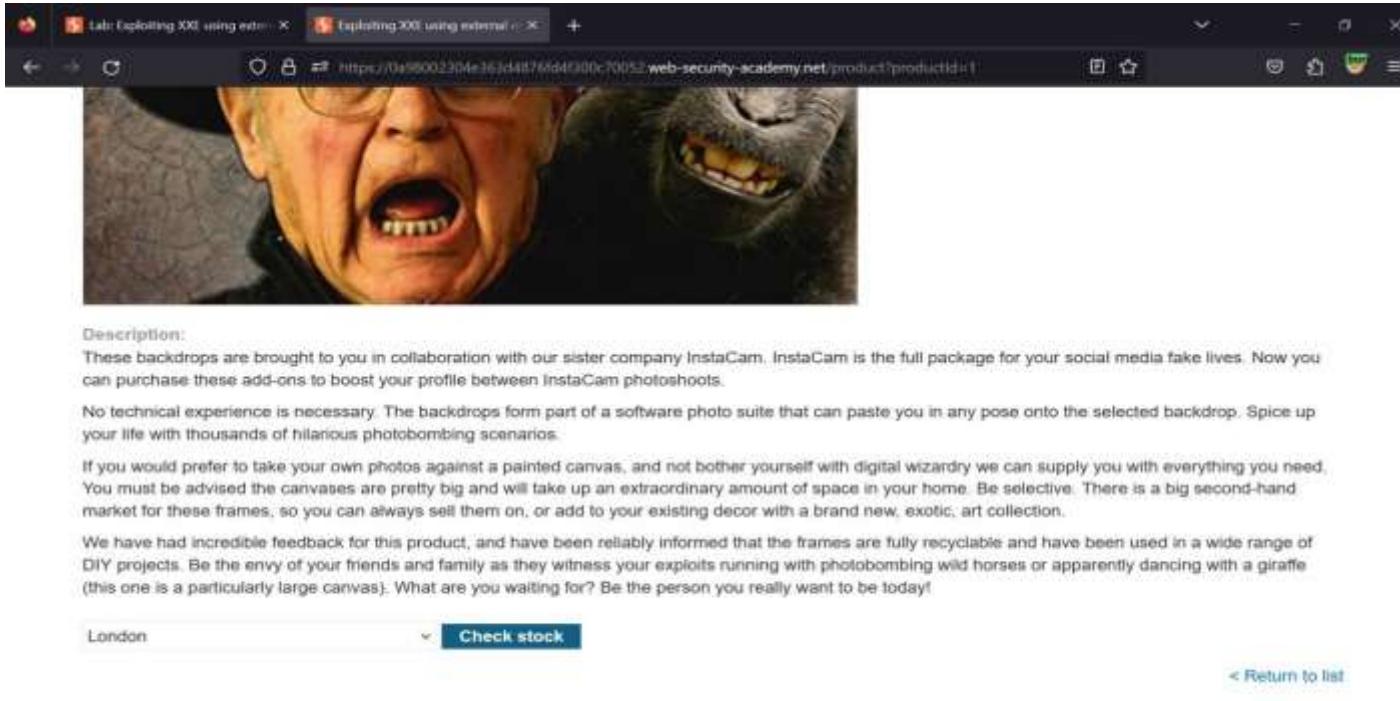 Lab: Exploiting XXE using exter
Exploiting XXE using external e
web-security-academy.net/product?productId=1
Description:
These backdrops are brought to you in collaboration with our sister company InstaCam. InstaCam is the full package for your social media fake lives. Now you
can purchase these add-ons to boost your profile between InstaCam photoshoots.
No technical experience is necessary. The backdrops form part of a software photo suite that can paste you in any pose onto the selected backdrop. Spice up
your life with thousands of hilarious photobombing scenarios.
If you would prefer to take your own photos against a painted canvas, and not bother yourself with digital wizardry we can supply you with everything you need.
You must be advised the canvases are pretty big and will take up an extraordinary amount of space in your home. Be selective. There is a big second-hand
market for these frames, so you can always sell them on, or add to your existing decor with a brand new, exotic, art collection.
We have had incredible feedback for this product, and have been reliably informed that the frames are fully recyclable and have been used in a wide range of
DIY projects. Be the envy of your friends and family as they witness your exploits running with photobombing wild horses or apparently dancing with a giraffe
(this one is a particularly large canvas). What are you waiting for? Be the person you really want to be today!
London
Check stock
< Return to list